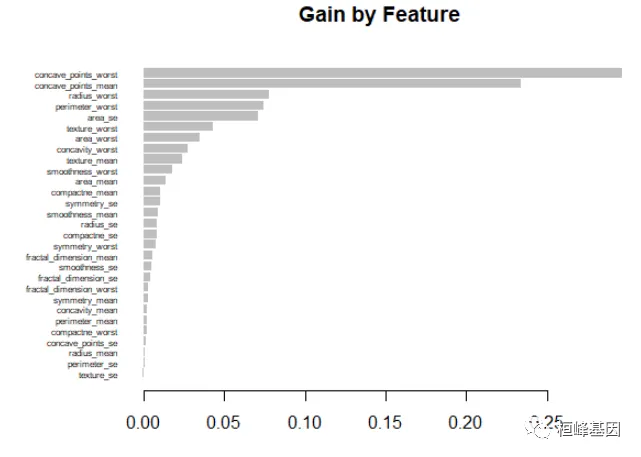 Gain by Feature
concave_points_worst
concave_points_mean
radius_worst
perimeter_worst
area_se
texture_worst
area_worst
concavity_worst
texture_mean
smoothness_worst
area_mean
compactne_mean
symmetry_se
smoothness_mean
radius_se
compactne_se
symmetry_worst
fractal_dimension_mean
smoothness_se
fractal_dimension_se
fractal_dimension_worst
symmetry_mean
concavity_mean
perimeter_mean
compactne_worst
concave_points_se
radius_mean
perimeter_se
texture_se
0.00 0.05 0.10 0.15 0.20 0.25
桓峰基因